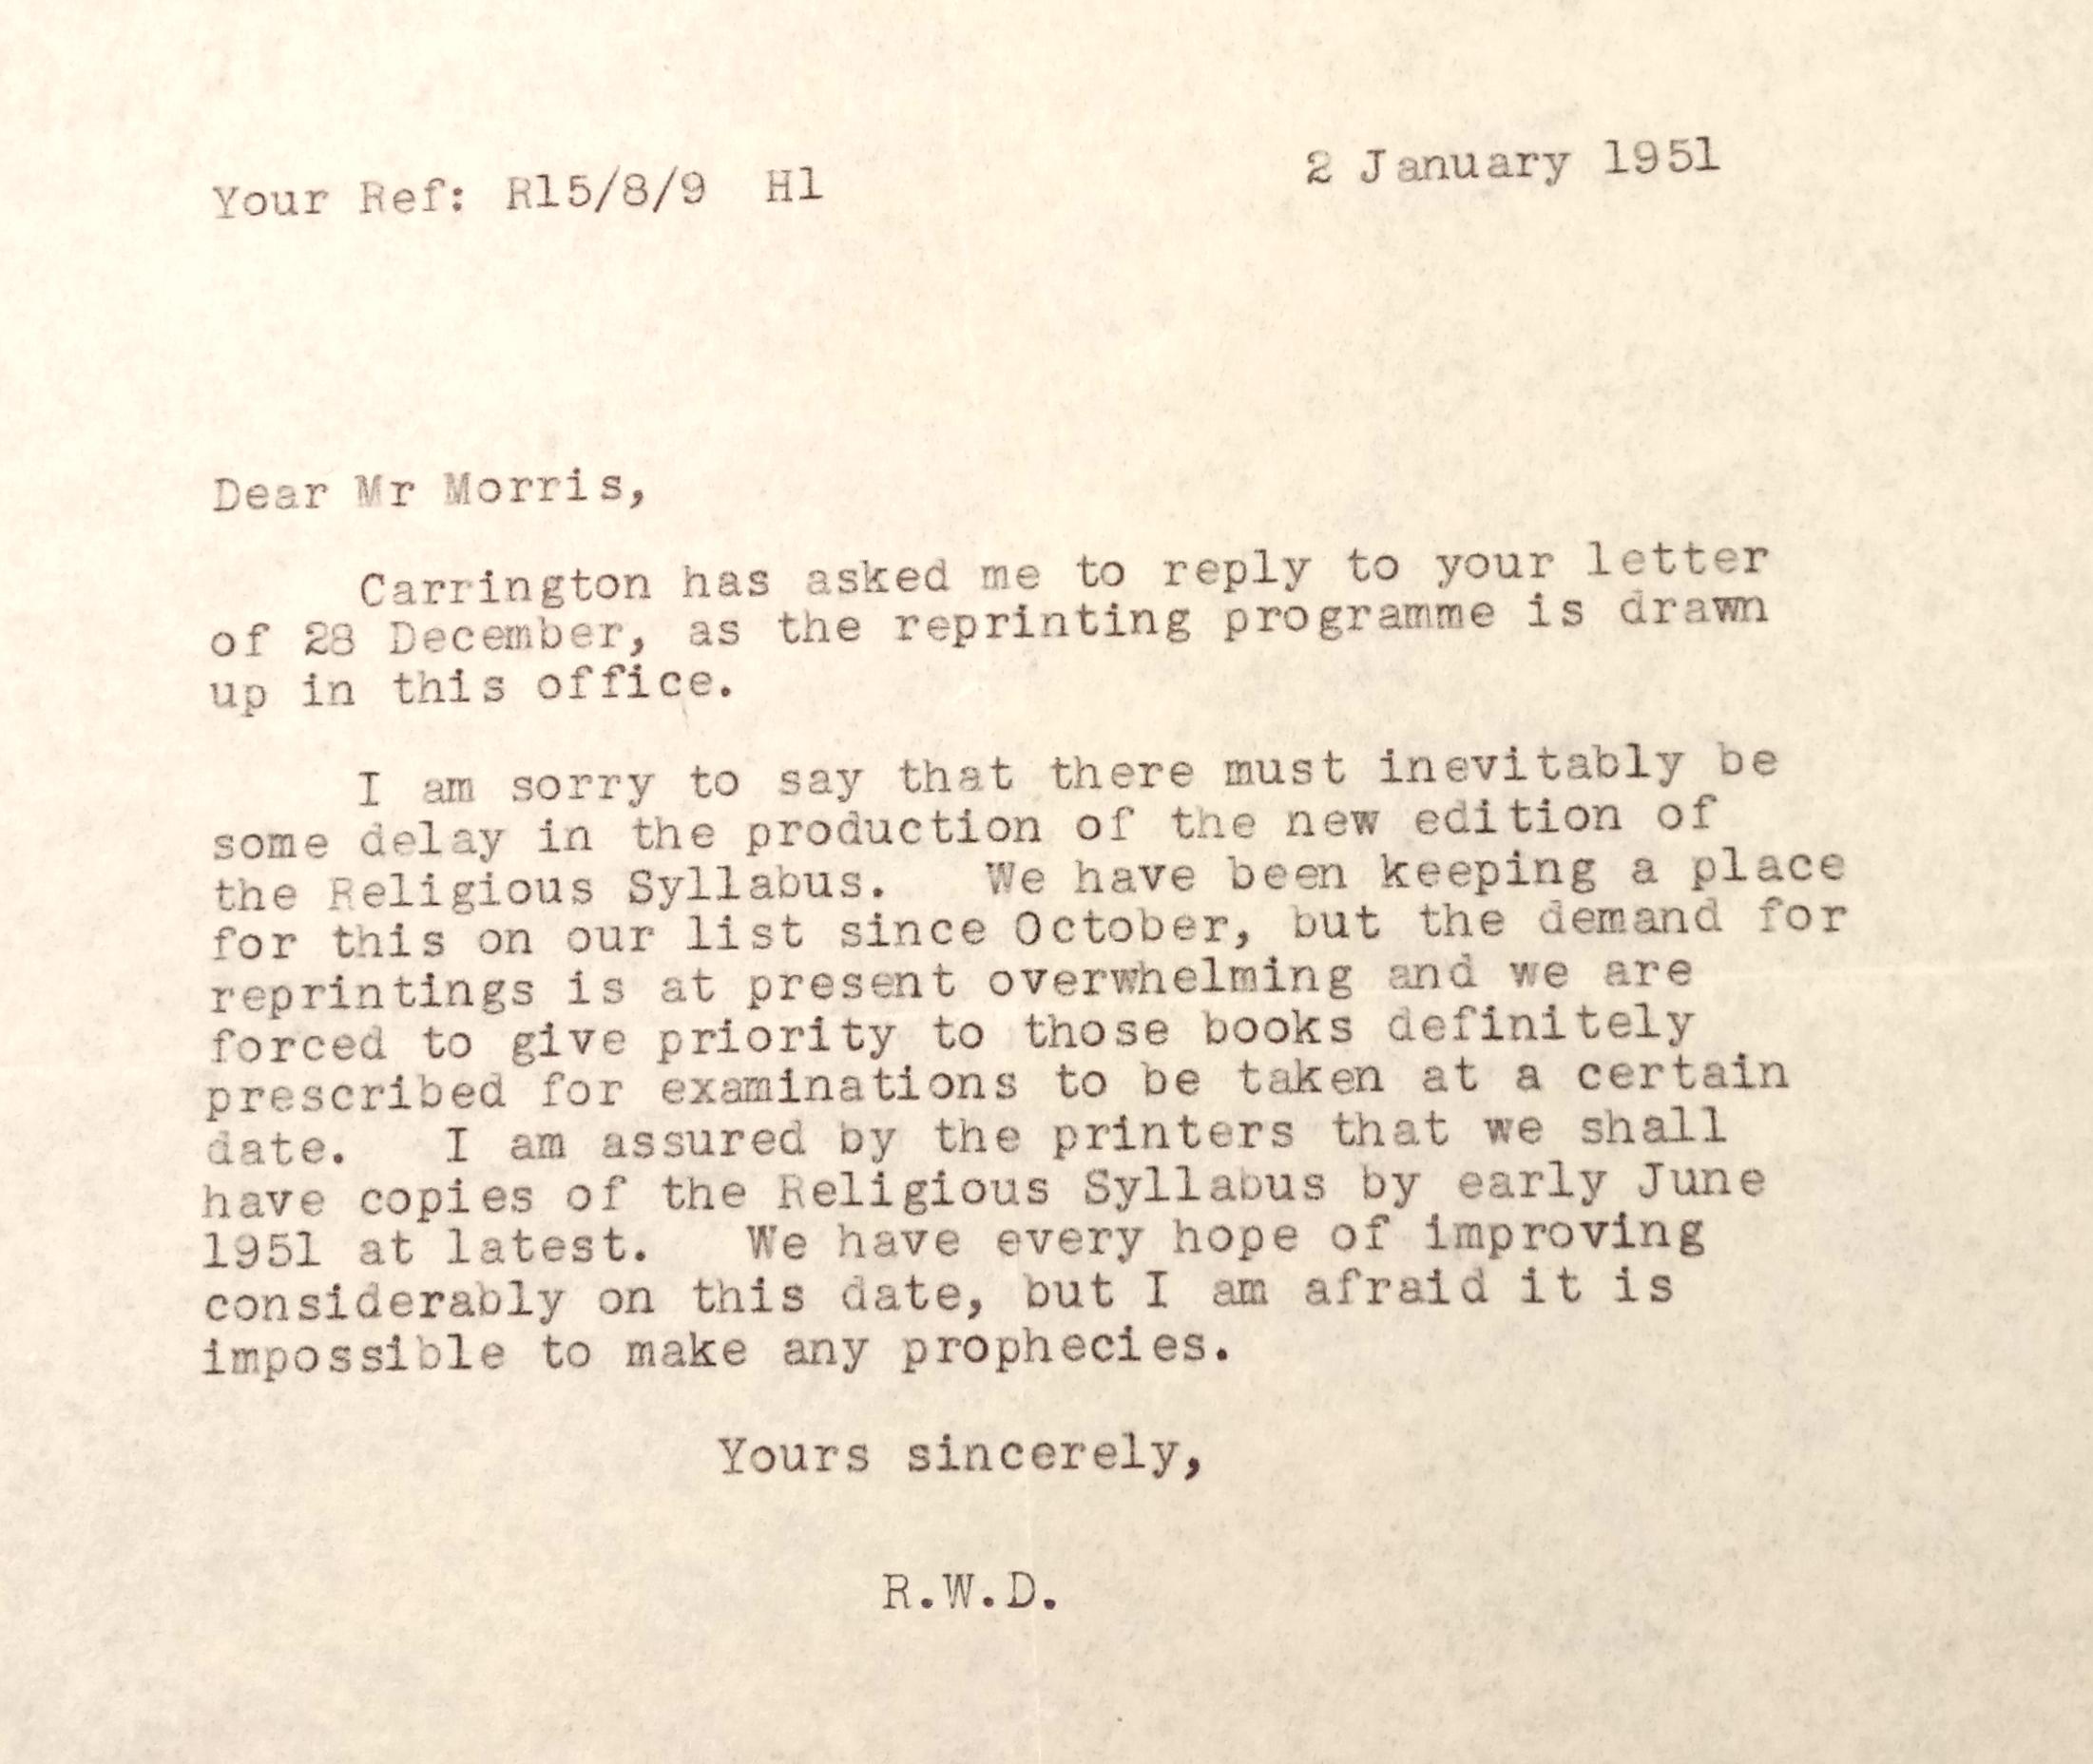 Your Ref: R15/8/9  H1
2 January 1951
Dear Mr Morris,
Carrington has asked me to reply to your letter
of 28 December, as the reprinting programme is drawn
up in this office.
I am sorry to say that there must inevitably be
some delay in the production of the new edition of
the Religious Syllabus.   We have been keeping a place
for this on our list since October, but the demand for
reprintings is at present overwhelming and we are
forced to give priority to those books definitely
prescribed for examinations to be taken at a certain
date.   I am assured by the printers that we shall
have copies of the Religious Syllabus by early June
1951 at latest.   We have every hope of improving
considerably on this date, but I am afraid it is
impossible to make any prophecies.
Yours sincerely,
R.W.D.